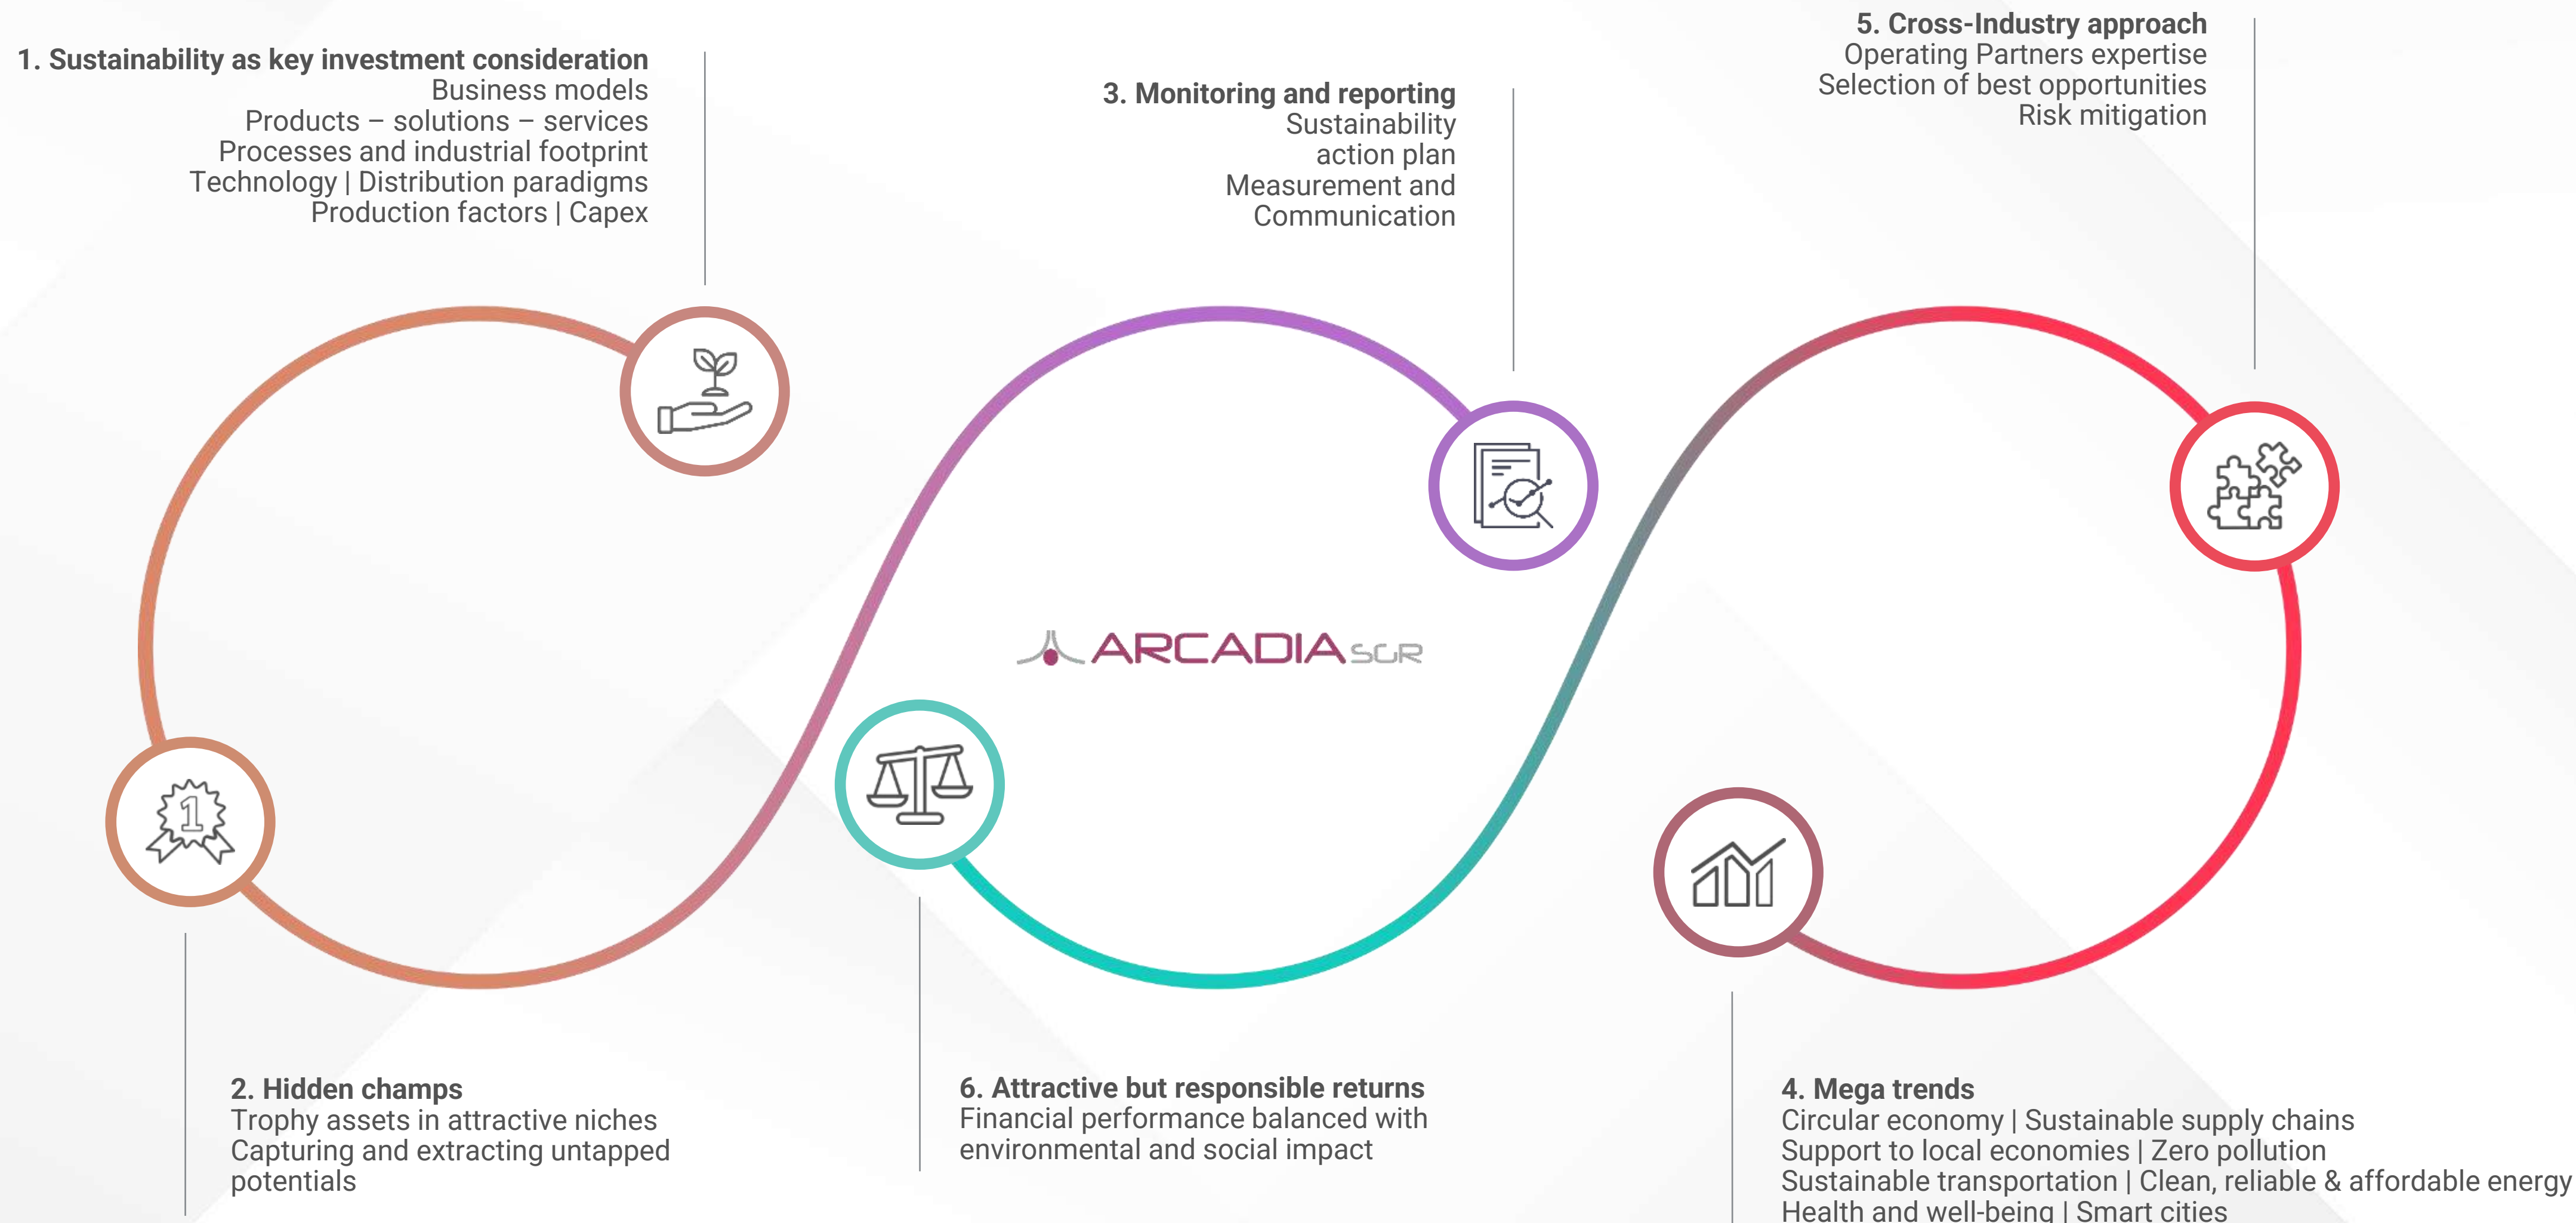 1. Sustainability as key investment consideration
Business models
Products – solutions – services
Processes and industrial footprint
Technology | Distribution paradigms
Production factors | Capex
3. Monitoring and reporting
Sustainability
action plan
Measurement and
Communication
5. Cross-Industry approach
Operating Partners expertise
Selection of best opportunities
Risk mitigation
ARCADIA SGR
1
2. Hidden champs
Trophy assets in attractive niches
Capturing and extracting untapped
potentials
6. Attractive but responsible returns
Financial performance balanced with
environmental and social impact
4. Mega trends
Circular economy | Sustainable supply chains
Support to local economies | Zero pollution
Sustainable transportation | Clean, reliable & affordable energy
Health and well-being | Smart cities